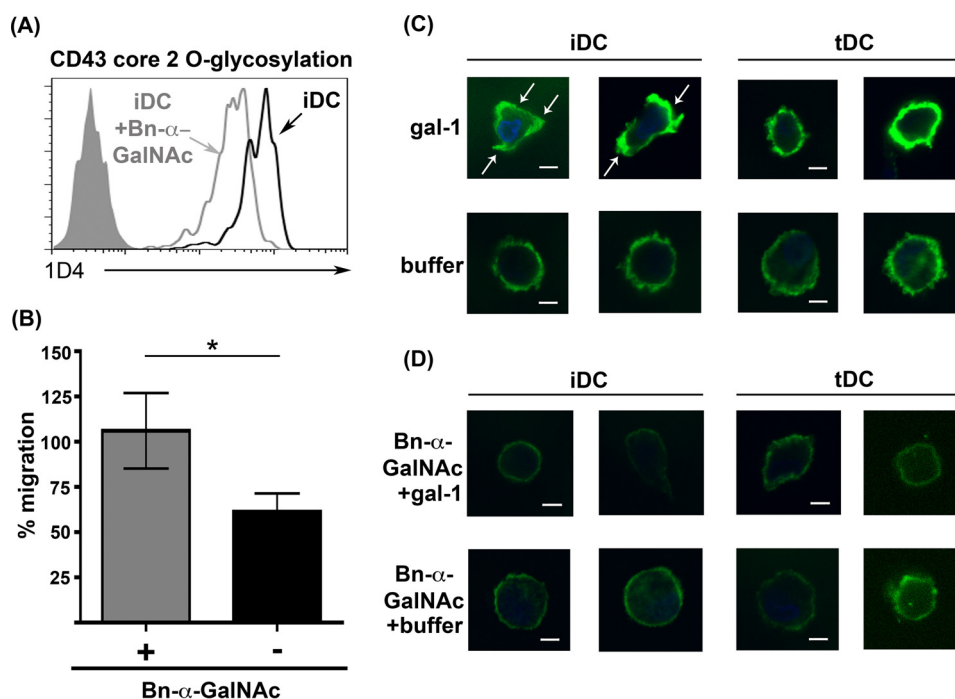 (A)
CD43 core 2 O-glycosylation
iDC
+Bn-α–
GalNAc
iDC
1D4
(B)
*
% migration
150
125
100
75
50
25
+ -
Bn-α-GalNAc
(C)
iDC tDC
gal-1
buffer
(D)
iDC tDC
Bn-α-
GalNAc
+gal-1
Bn-α-
GalNAc
+buffer